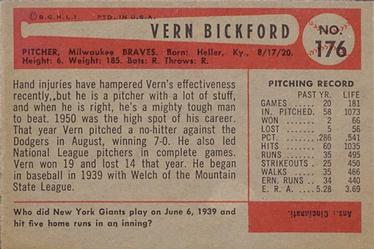 © B.G.H.L.I. PTD. IN U.S.A.
VERN BICKFORD
NO. 176
PITCHER, Milwaukee BRAVES. Born: Heller, Ky., 8/17/20.
Height: 6. Weight: 185. Bats: R. Throws: R.
Hand injuries have hampered Vern's effectiveness
recently, but he is a pitcher with a lot of stuff,
and when he is right, he's a mighty tough man
to beat. 1950 was the high spot of his career.
That year Vern pitched a no-hitter against the
Dodgers in August, winning 7-0. He also led
National League pitchers in complete games.
Vern won 19 and lost 14 that year. He began
in baseball in 1939 with Welch of the Mountain
State League.
PITCHING RECORD
PAST YR. LIFE
GAMES 20 181
IN. PITCHED 58 1073
WON 2 66
LOST 5 56
PCT. .286 .541
HITS 60 1035
RUNS 35 495
STRIKEOUTS 25 450
WALKS 35 466
ERN. RUNS 34 440
E. R. A. 5.28 3.69
Who did New York Giants play on June 6, 1939 and
hit five home runs in an inning?
Ans.: Cincinnati.